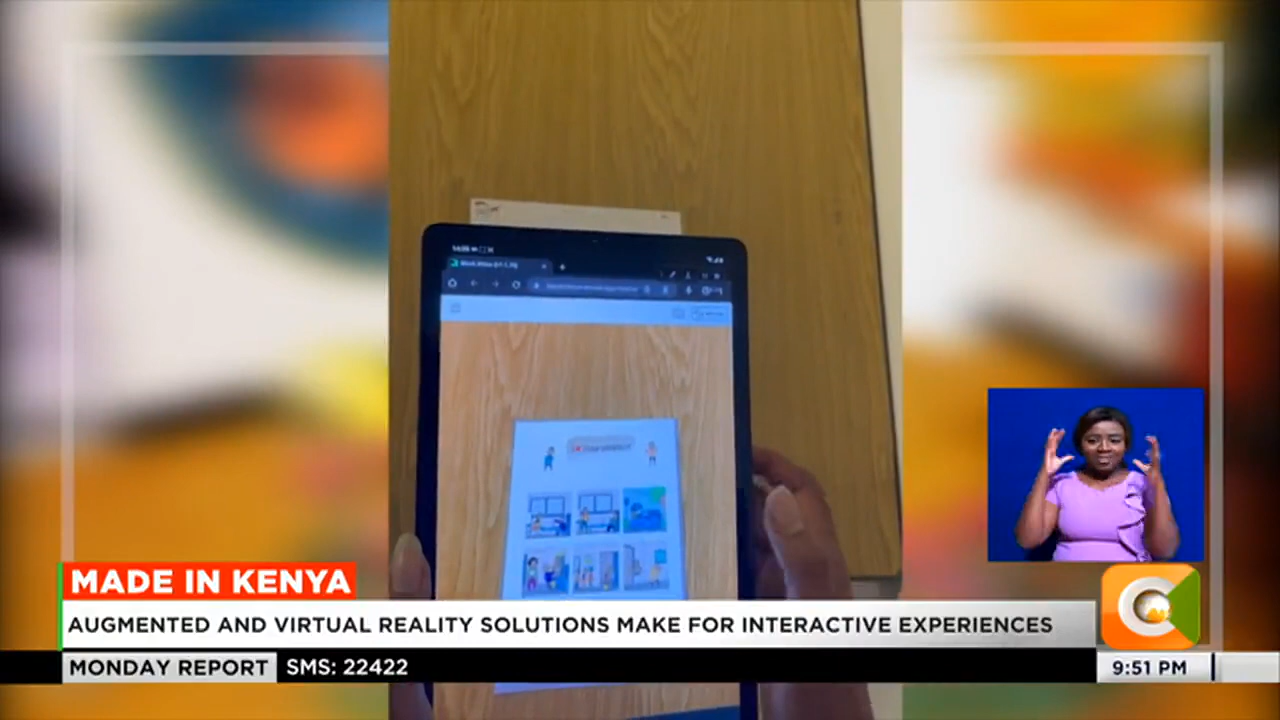 MADE IN KENYA
AUGMENTED AND VIRTUAL REALITY SOLUTIONS MAKE FOR INTERACTIVE EXPERIENCES
MONDAY REPORT
SMS: 22422
9:51 PM